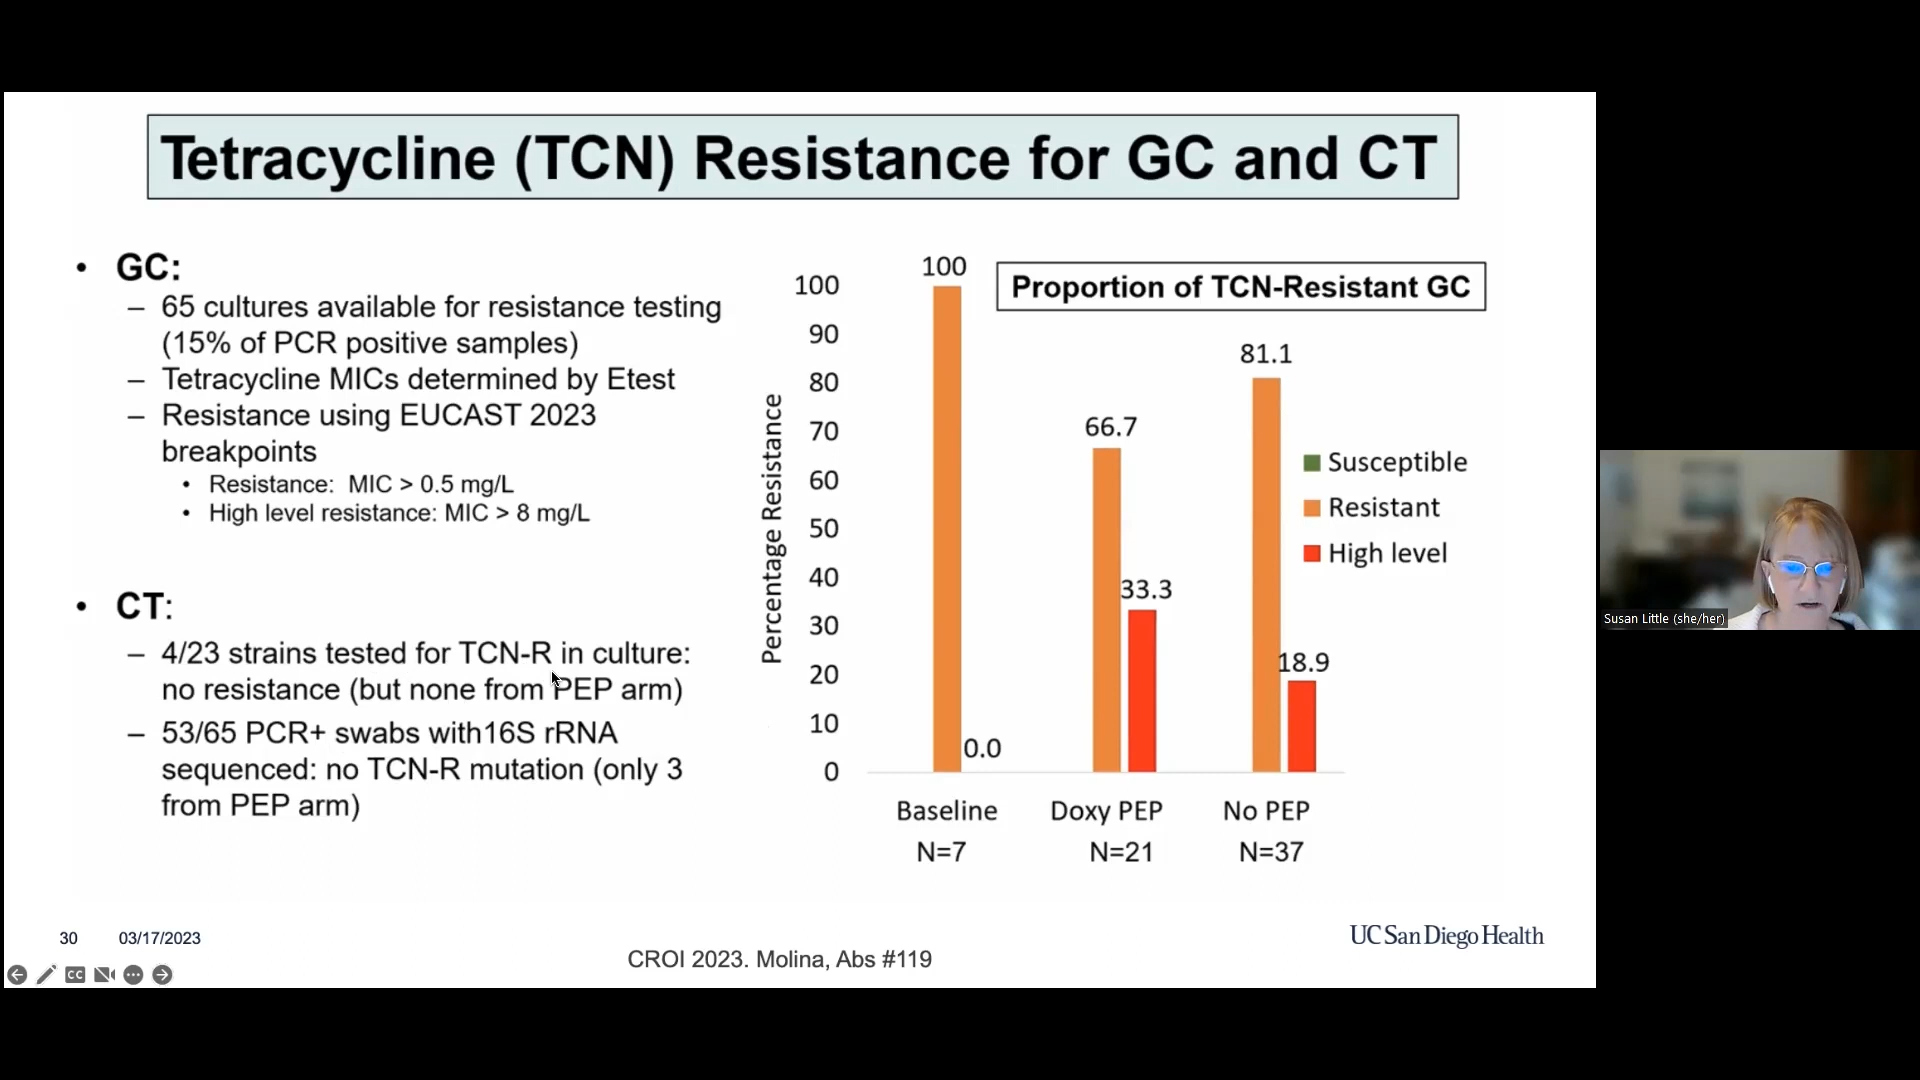 Tetracycline (TCN) Resistance for GC and CT
• GC:
– 65 cultures available for resistance testing
(15% of PCR positive samples)
– Tetracycline MICs determined by Etest
– Resistance using EUCAST 2023
breakpoints
• Resistance: MIC > 0.5 mg/L
• High level resistance: MIC > 8 mg/L
• CT:
– 4/23 strains tested for TCN-R in culture:
no resistance (but none from PEP arm)
– 53/65 PCR+ swabs with16S rRNA
sequenced: no TCN-R mutation (only 3
from PEP arm)
Proportion of TCN-Resistant GC
Percentage Resistance
100
90
80
70
60
50
40
30
20
10
0
100
0.0
66.7
33.3
81.1
18.9
Susceptible
Resistant
High level
Baseline Doxy PEP No PEP
N=7 N=21 N=37
30 03/17/2023
CROI 2023. Molina, Abs #119
UC San Diego Health
CC
Susan Little (she/her)